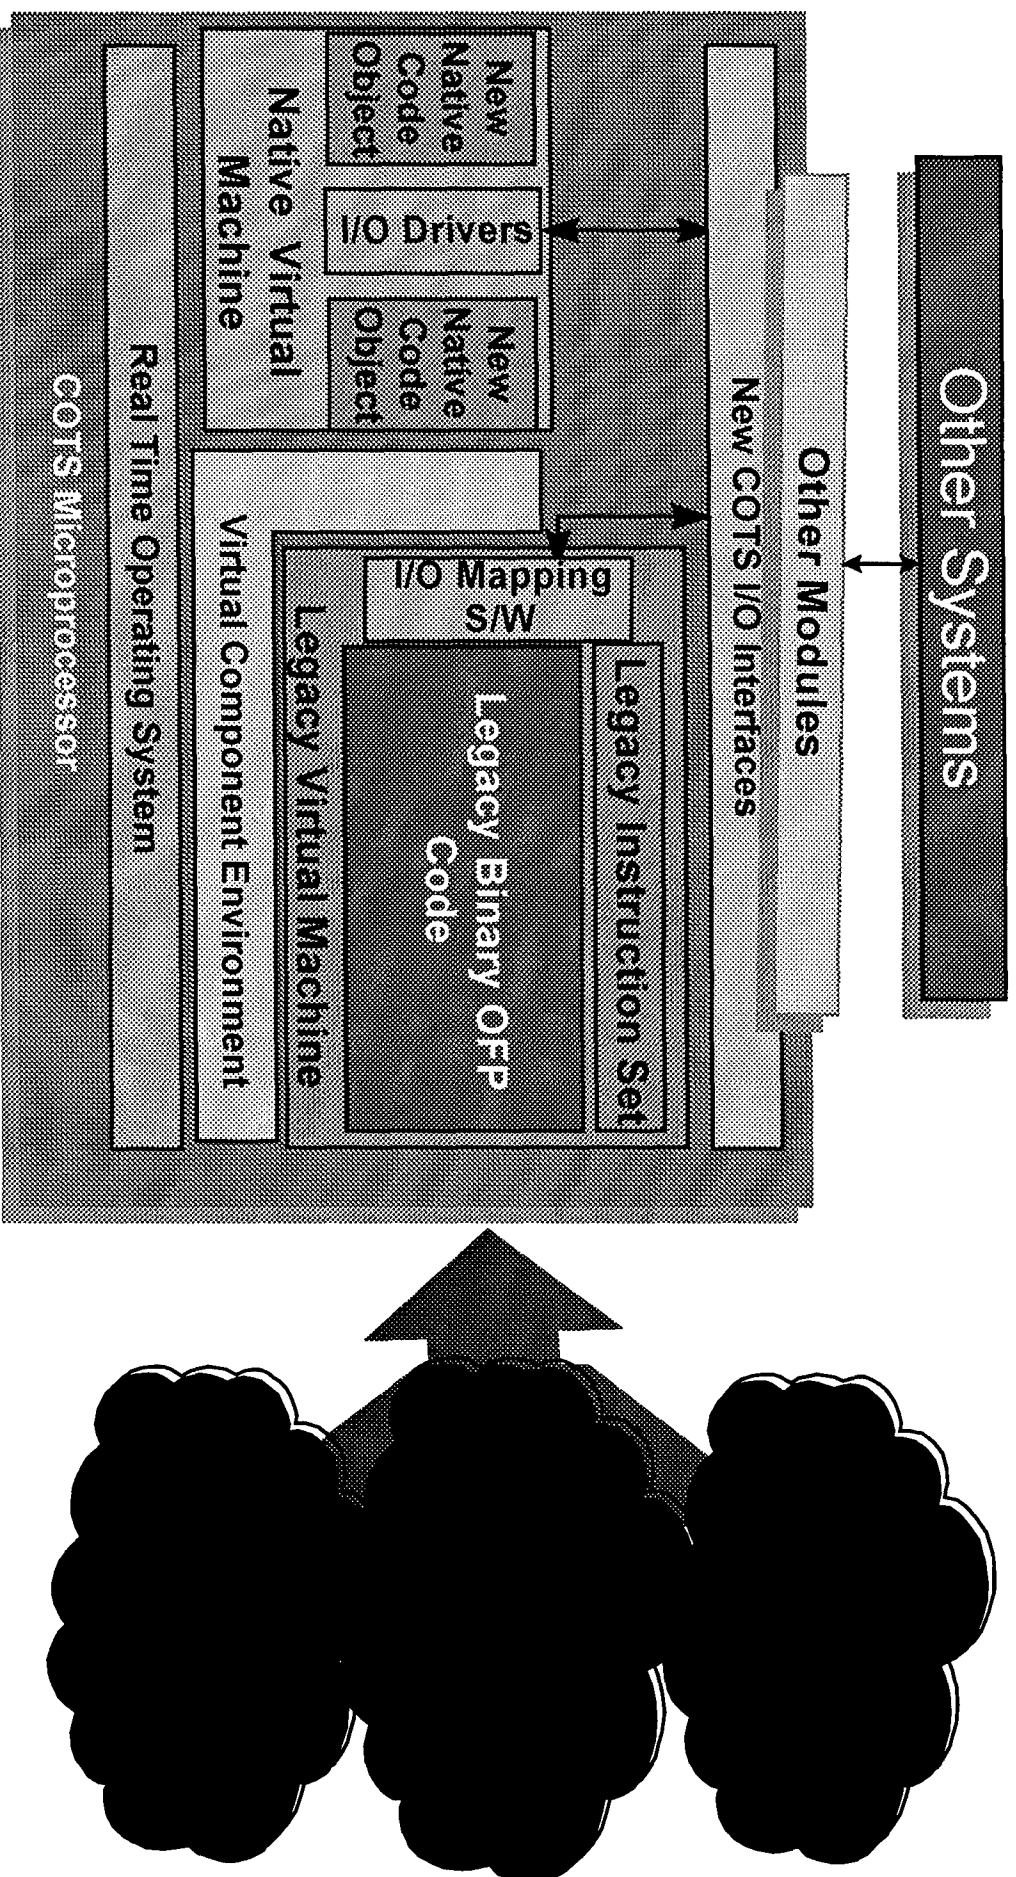 Other Systems
Other Modules
New COTS I/O Interfaces
New
Native
Code
Object
I/O Drivers
New
Native
Code
Object
Native Virtual
Machine
I/O Mapping
S/W
Legacy Instruction Set
Legacy Binary OFP
Code
Legacy Virtual Machine
Virtual Component Environment
Real Time Operating System
COTS Microprocessor